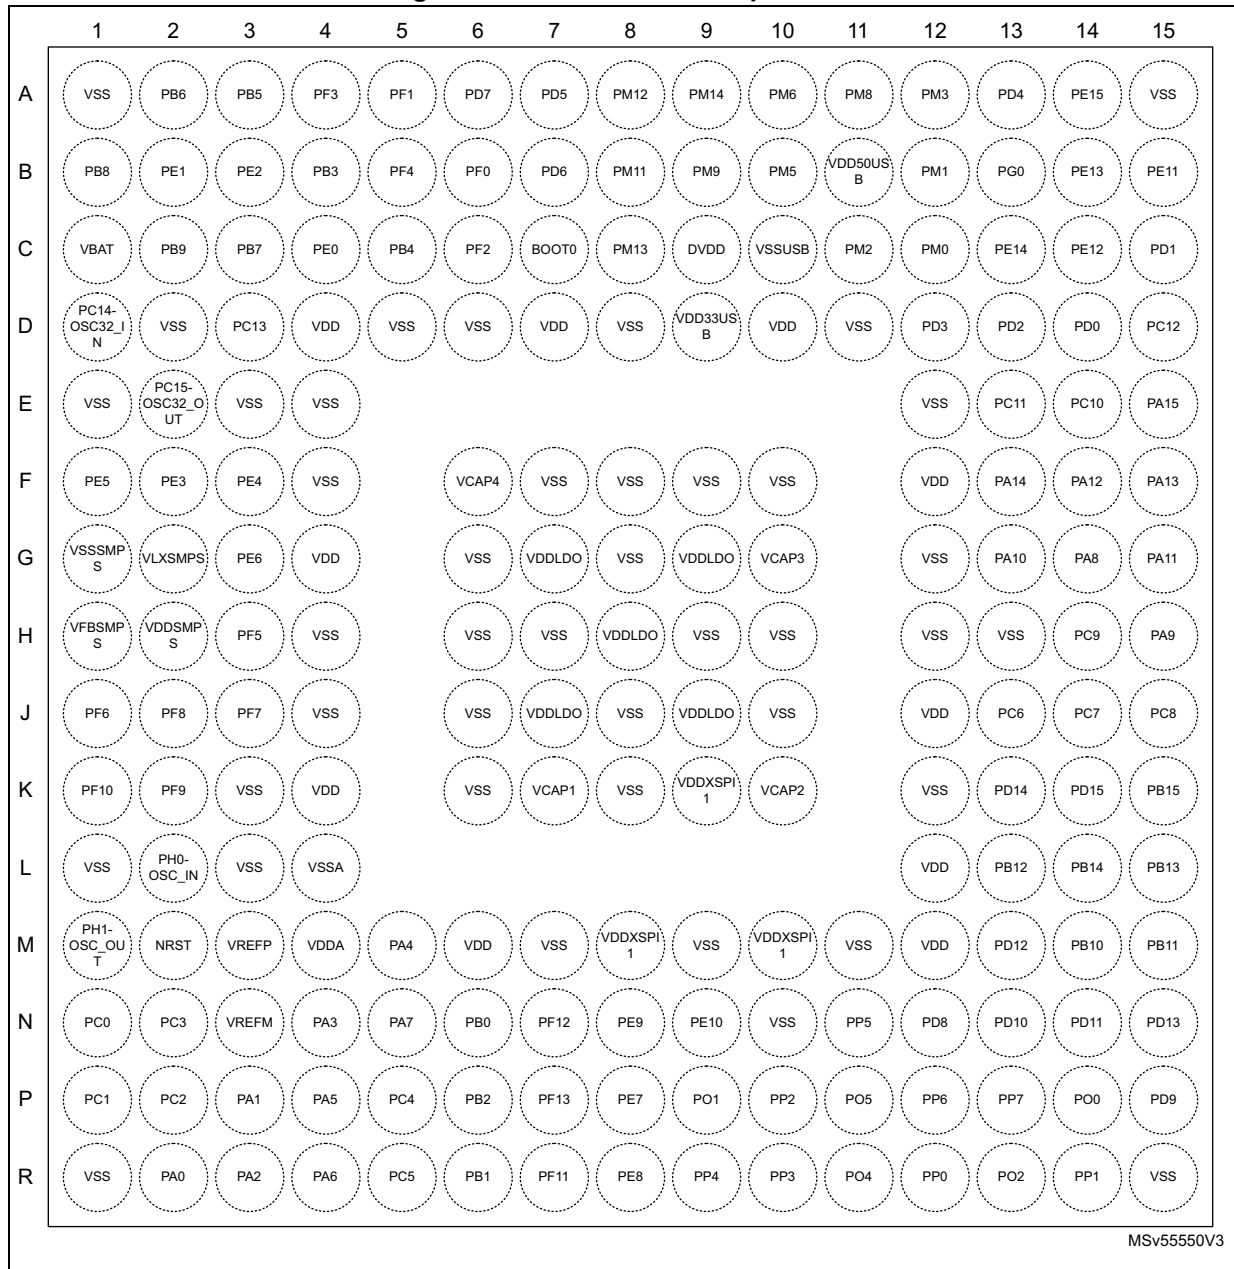 1 2 3 4 5 6 7 8 9 10 11 12 13 14 15
A VSS PB6 PB5 PF3 PF1 PD7 PD5 PM12 PM14 PM6 PM8 PM3 PD4 PE15 VSS
B PB8 PE1 PE2 PB3 PF4 PF0 PD6 PM11 PM9 PM5 VDD50USB PM1 PG0 PE13 PE11
C VBAT PB9 PB7 PE0 PB4 PF2 BOOT0 PM13 DVDD VSSUSB PM2 PM0 PE14 PE12 PD1
D PC14-OSC32_IN VSS PC13 VDD VSS VSS VDD VSS VDD33USB VDD VSS PD3 PD2 PD0 PC12
E VSS PC15-OSC32_OUT VSS VSS VSS PC11 PC10 PA15
F PE5 PE3 PE4 VSS VCAP4 VSS VSS VSS VSS VDD PA14 PA12 PA13
G VSSSMPS VLXSMPS PE6 VDD VSS VDDLDO VSS VDDLDO VCAP3 VSS PA10 PA8 PA11
H VFBSMPS VDDSMPS PF5 VSS VSS VSS VDDLDO VSS VSS VSS VSS PC9 PA9
J PF6 PF8 PF7 VSS VSS VDDLDO VSS VDDLDO VSS VDD PC6 PC7 PC8
K PF10 PF9 VSS VDD VSS VCAP1 VSS VDDXSPI1 VCAP2 VSS PD14 PD15 PB15
L VSS PH0-OSC_IN VSS VSSA VDD PB12 PB14 PB13
M PH1-OSC_OUT NRST VREFP VDDA PA4 VDD VSS VDDXSPI1 VSS VDDXSPI1 VSS VDD PD12 PB10 PB11
N PC0 PC3 VREFM PA3 PA7 PB0 PF12 PE9 PE10 VSS PP5 PD8 PD10 PD11 PD13
P PC1 PC2 PA1 PA5 PC4 PB2 PF13 PE7 PO1 PP2 PO5 PP6 PP7 PO0 PD9
R VSS PA0 PA2 PA6 PC5 PB1 PF11 PE8 PP4 PP3 PO4 PP0 PO2 PP1 VSS
MSv55550V3